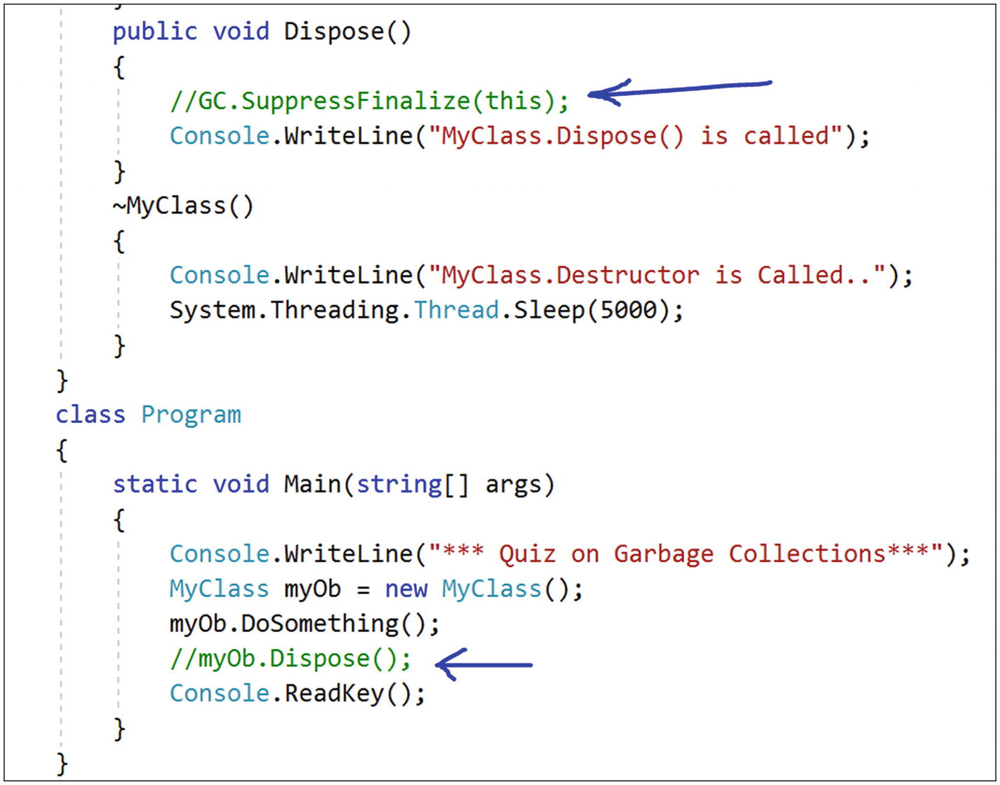 public void Dispose()
{
//GC.SuppressFinalize(this);
Console.WriteLine("MyClass.Dispose() is called");
}
~MyClass()
{
Console.WriteLine("MyClass.Destructor is Called..");
System.Threading.Thread.Sleep(5000);
}
}
class Program
{
static void Main(string[] args)
{
Console.WriteLine("*** Quiz on Garbage Collections***");
MyClass myOb = new MyClass();
myOb.DoSomething();
//myOb.Dispose();
Console.ReadKey();
}
}